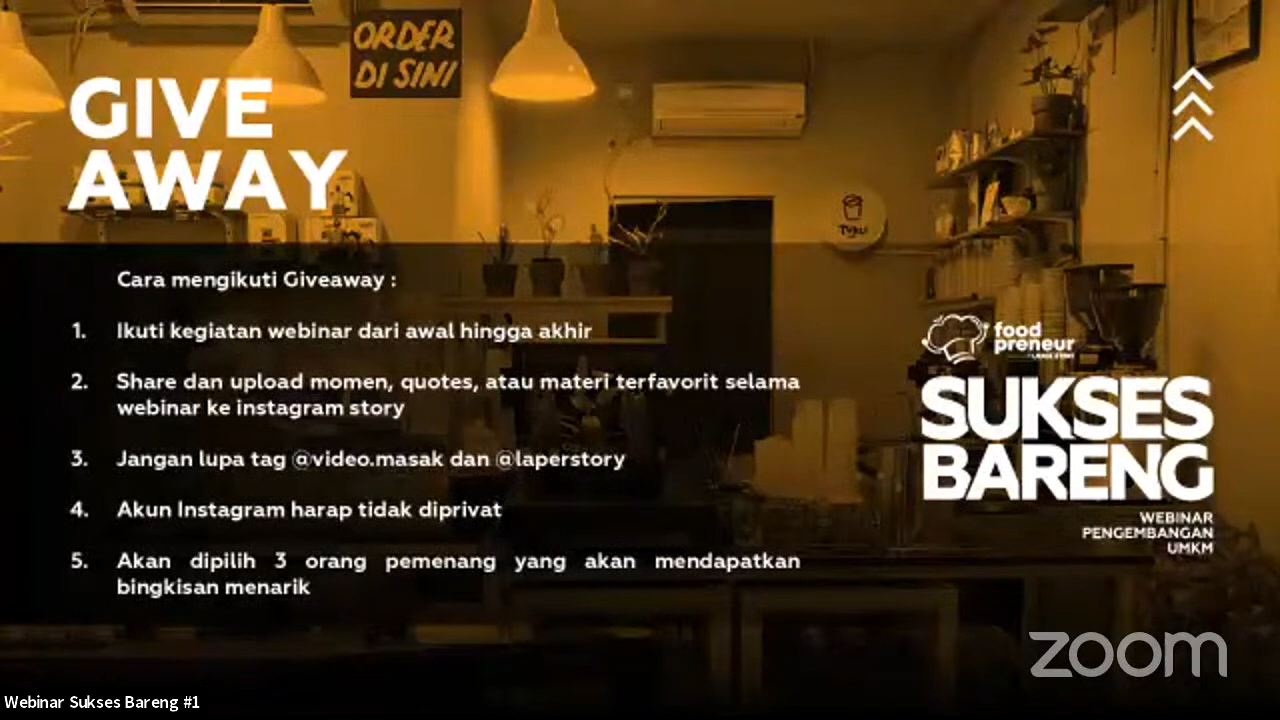 ORDER
DI SINI
GIVE
AWAY
TUKU
Cara mengikuti Giveaway :
1. Ikuti kegiatan webinar dari awal hingga akhir
2. Share dan upload momen, quotes, atau materi terfavorit selama
webinar ke instagram story
3. Jangan lupa tag @video.masak dan @laperstory
4. Akun Instagram harap tidak diprivat
5. Akan dipilih 3 orang pemenang yang akan mendapatkan
bingkisan menarik
food
preneur
SUKSES
BARENG
WEBINAR
PENGEMBANGAN
UMKM
zoom
Webinar Sukses Bareng #1